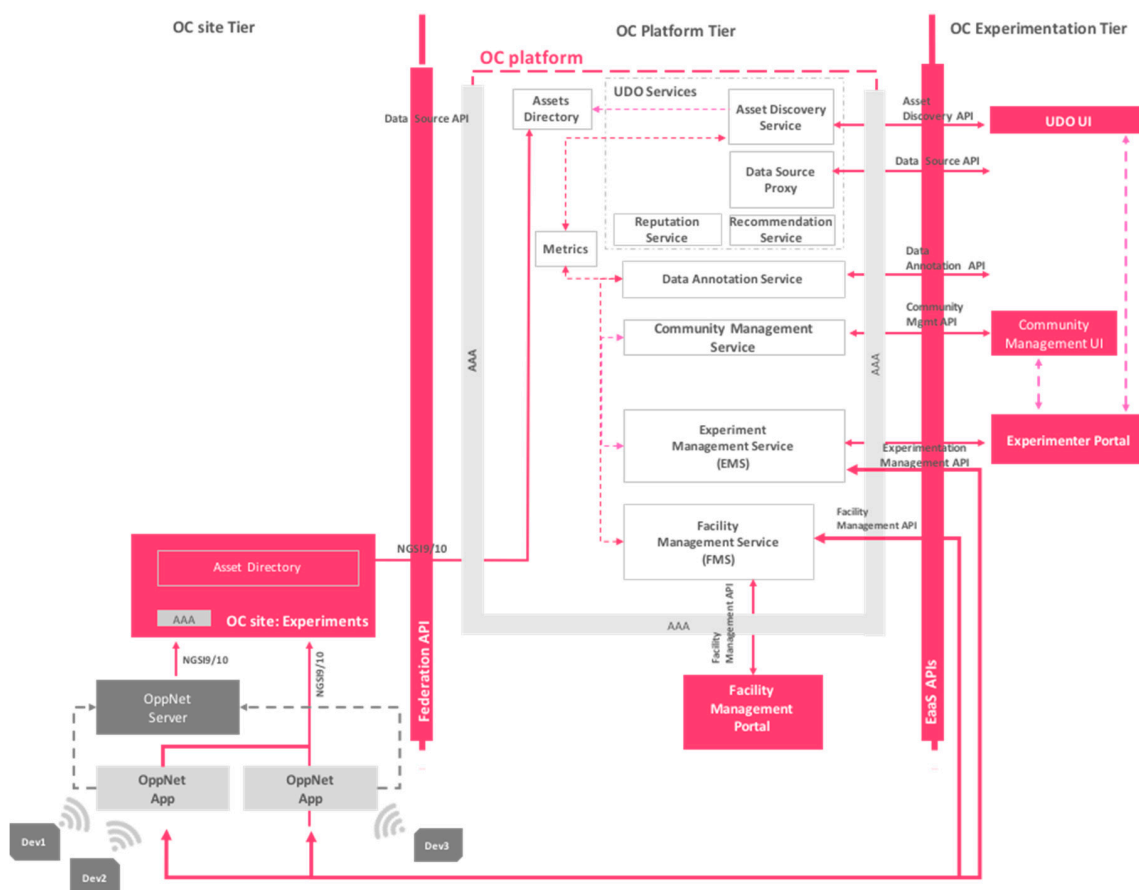 OC site Tier
OC Platform Tier
OC Experimentation Tier
OC platform
UDO Services
Assets
Directory
Asset Discovery
Service
Asset
Discovery API
UDO UI
Data Source API
Data Source
Proxy
Data Source API
Reputation
Service
Recommendation
Service
Metrics
Data
Annotation API
Data Annotation Service
Community
Mgmt API
Community Management
Service
Community
Management UI
AAA
AAA
Experiment
Management Service
(EMS)
Experimentation
Management API
Experimenter Portal
Facility
Management API
Facility
Management Service
(FMS)
NGSI9/10
Asset Directory
AAA
OC site: Experiments
AAA
Facility
Management API
Federation API
EaaS APIs
NGSI9/10
NGSI9/10
OppNet
Server
Facility
Management
Portal
OppNet
App
OppNet
App
Dev1
Dev2
Dev3